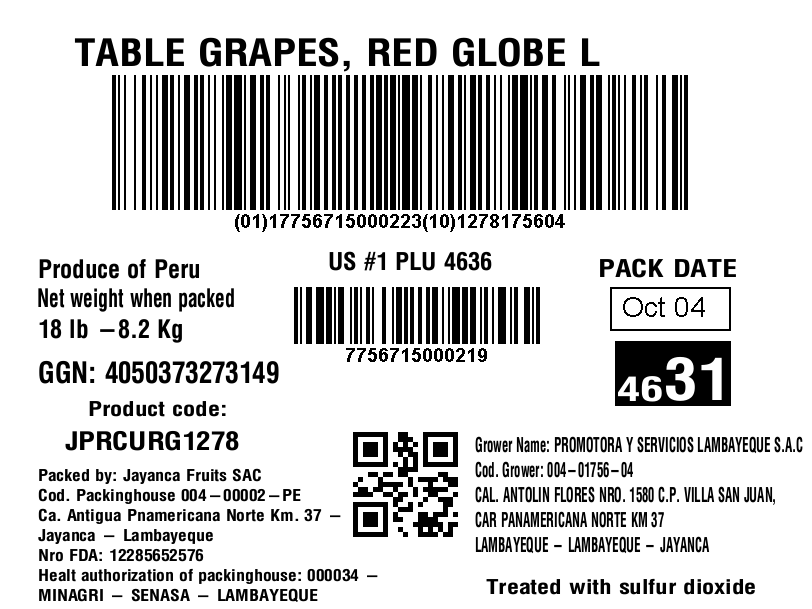 TABLE GRAPES, RED GLOBE L
(01)17756715000223(10)1278175604
Produce of Peru
Net weight when packed
18 lb –8.2 Kg
US #1 PLU 4636
7756715000219
PACK DATE
Oct 04
4631
GGN: 4050373273149
Product code:
JPRCURG1278
Packed by: Jayanca Fruits SAC
Cod. Packinghouse 004–00002–PE
Ca. Antigua Pnamericana Norte Km. 37 –
Jayanca – Lambayeque
Nro FDA: 12285652576
Healt authorization of packinghouse: 000034 –
MINAGRI – SENASA – LAMBAYEQUE
Grower Name: PROMOTORA Y SERVICIOS LAMBAYEQUE S.A.C
Cod. Grower: 004–01756–04
CAL. ANTOLIN FLORES NRO. 1580 C.P. VILLA SAN JUAN,
CAR PANAMERICANA NORTE KM 37
LAMBAYEQUE – LAMBAYEQUE – JAYANCA
Treated with sulfur dioxide